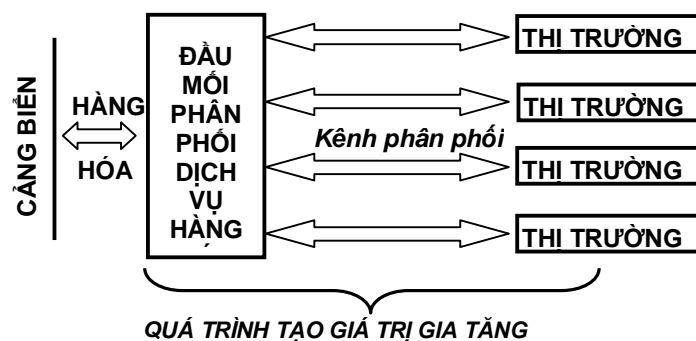 CẢNG BIỂN
HÀNG
HÓA
ĐẦU
MỐI
PHÂN
PHỐI
DỊCH
VỤ
HÀNG
Kênh phân phối
THỊ TRƯỜNG
THỊ TRƯỜNG
THỊ TRƯỜNG
THỊ TRƯỜNG
QUÁ TRÌNH TẠO GIÁ TRỊ GIA TĂNG